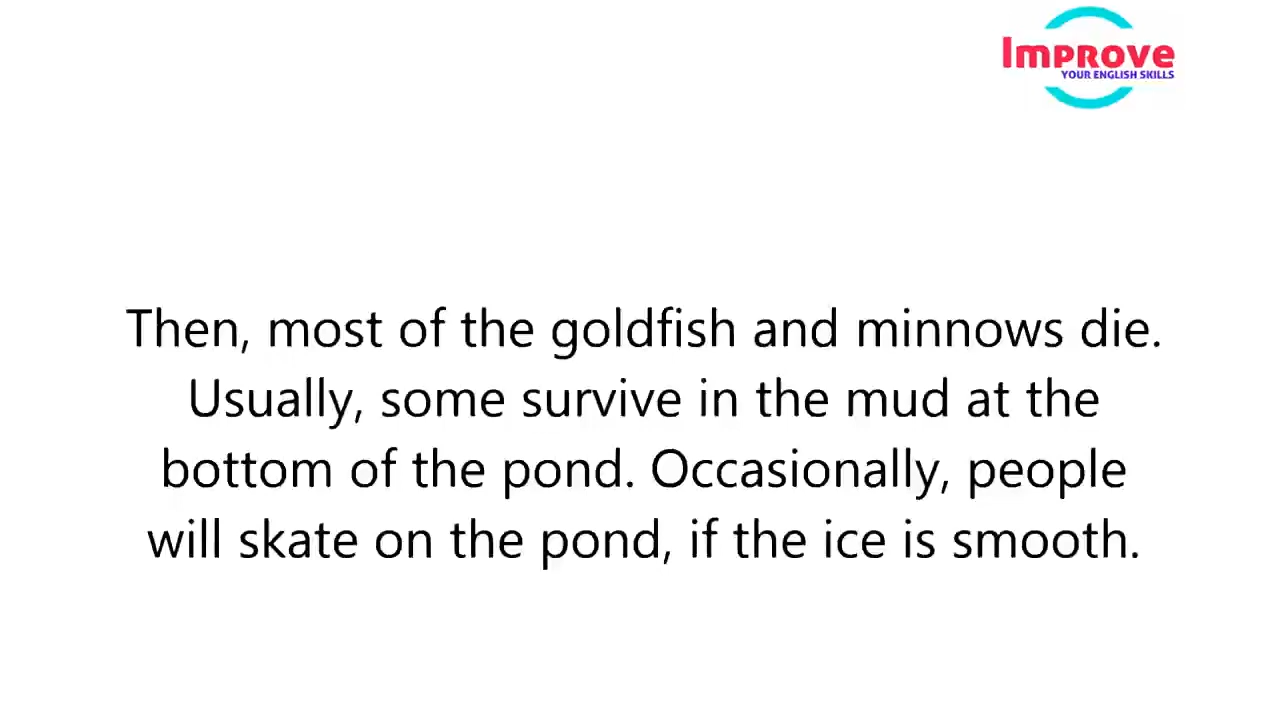 Improve
YOUR ENGLISH SKILLS
Then, most of the goldfish and minnows die.
Usually, some survive in the mud at the
bottom of the pond. Occasionally, people
will skate on the pond, if the ice is smooth.